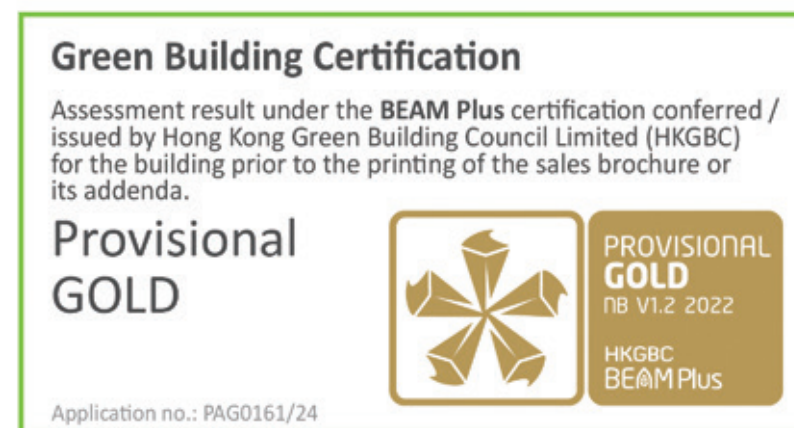 Green Building Certification
Assessment result under the BEAM Plus certification conferred /
issued by Hong Kong Green Building Council Limited (HKGBC)
for the building prior to the printing of the sales brochure or
its addenda.
Provisional
GOLD
PROVISIONAL
GOLD
NB V1.2 2022
HKGBC
BEAM Plus
Application no.: PAG0161/24